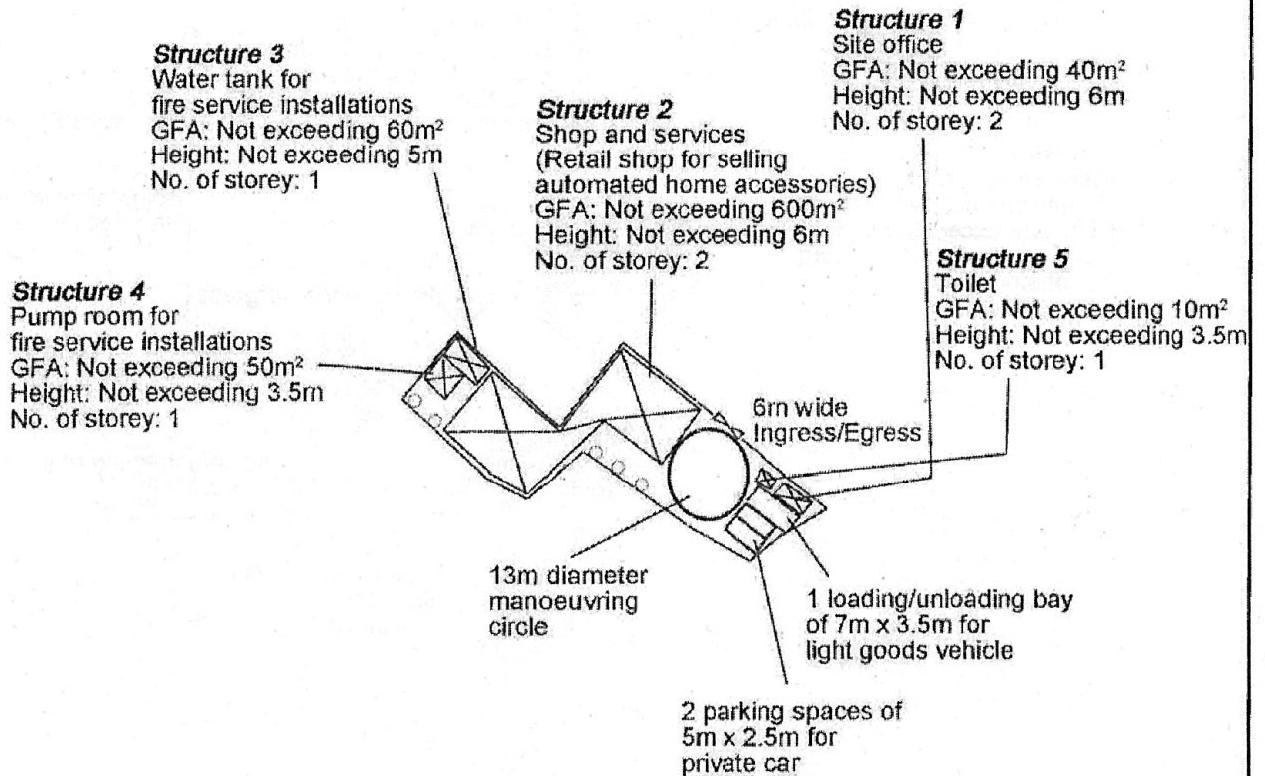 Structure 1
Site office
GFA: Not exceeding 40m²
Height: Not exceeding 6m
No. of storey: 2
Structure 3
Water tank for
fire service installations
GFA: Not exceeding 60m²
Height: Not exceeding 5m
No. of storey: 1
Structure 2
Shop and services
(Retail shop for selling
automated home accessories)
GFA: Not exceeding 600m²
Height: Not exceeding 6m
No. of storey: 2
Structure 5
Toilet
GFA: Not exceeding 10m²
Height: Not exceeding 3.5m
No. of storey: 1
Structure 4
Pump room for
fire service installations
GFA: Not exceeding 50m²
Height: Not exceeding 3.5m
No. of storey: 1
6m wide
Ingress/Egress
13m diameter
manoeuvring
circle
1 loading/unloading bay
of 7m x 3.5m for
light goods vehicle
2 parking spaces of
5m x 2.5m for
private car